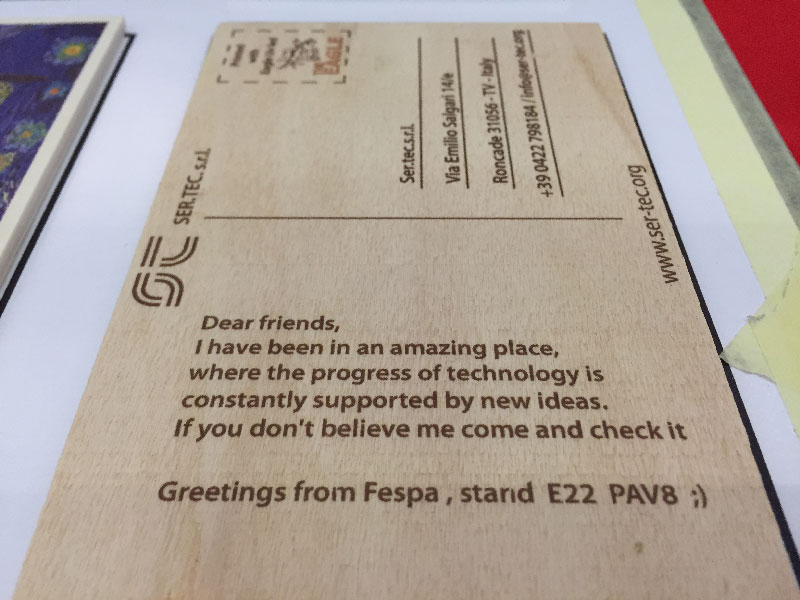 Dear friends,
I have been in an amazing place,
where the progress of technology is
constantly supported by new ideas.
If you don't believe me come and check it
Greetings from Fespa , stand E22 PAV8 ;)
SER.TEC. s.r.l.
Printed
with
EAGLE
Ser.tec.s.r.l.
Via Emilio Salgari 14/e
Roncade 31056 - TV - Italy
+39 0422 798184 / info@ser-tec.org
www.ser-tec.org